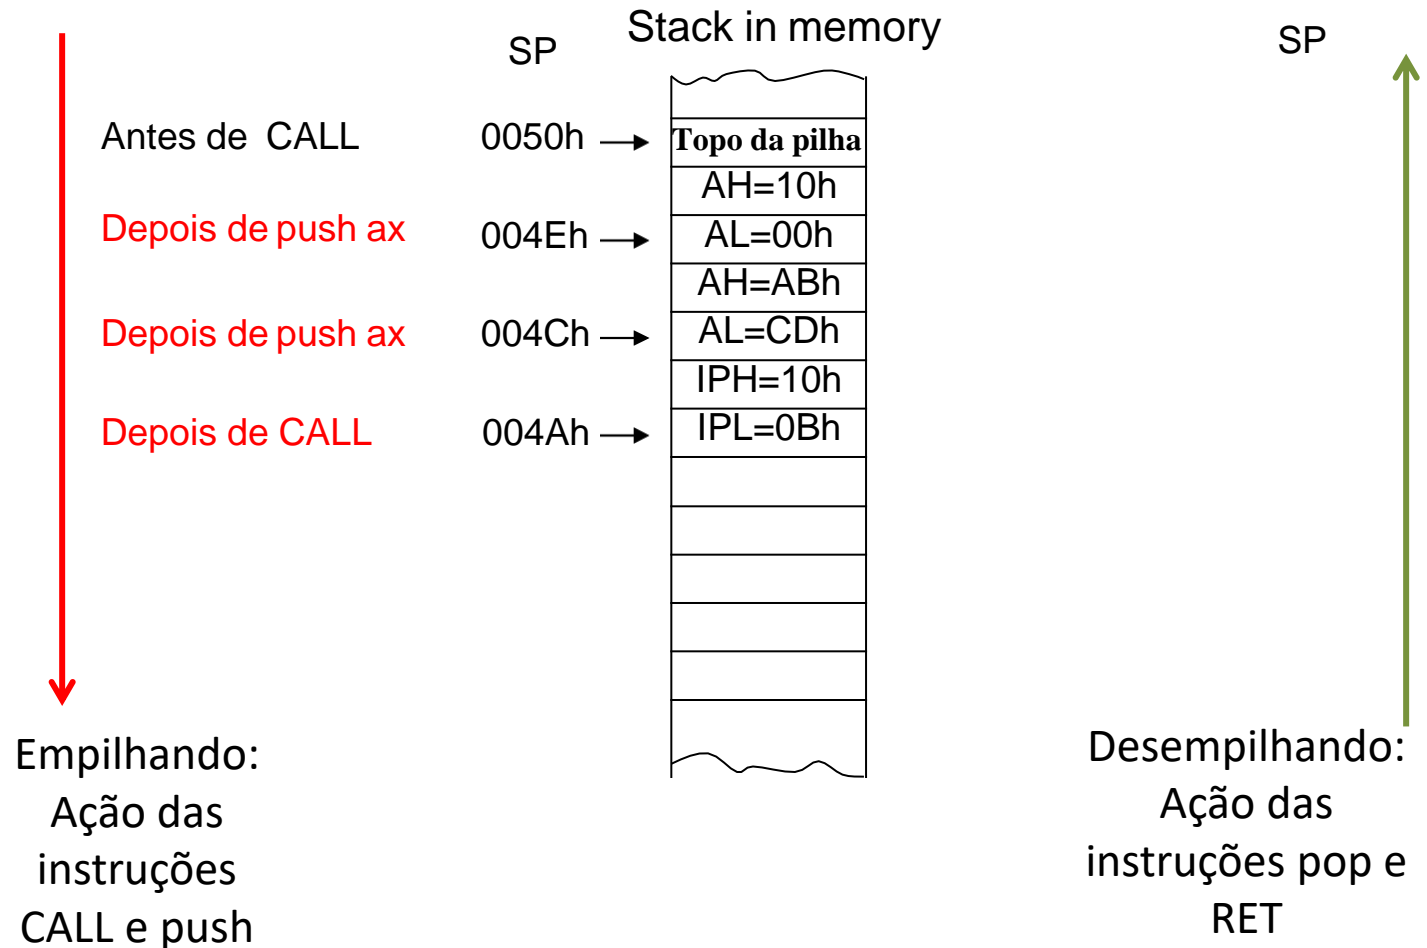 Stack in memory
SP
SP
Antes de CALL 0050h Topo da pilha
AH=10h
Depois de push ax 004Eh AL=00h
AH=ABh
Depois de push ax 004Ch AL=CDh
IPH=10h
Depois de CALL 004Ah IPL=0Bh
Empilhando:
Ação das
instruções
CALL e push
Desempilhando:
Ação das
instruções pop e
RET